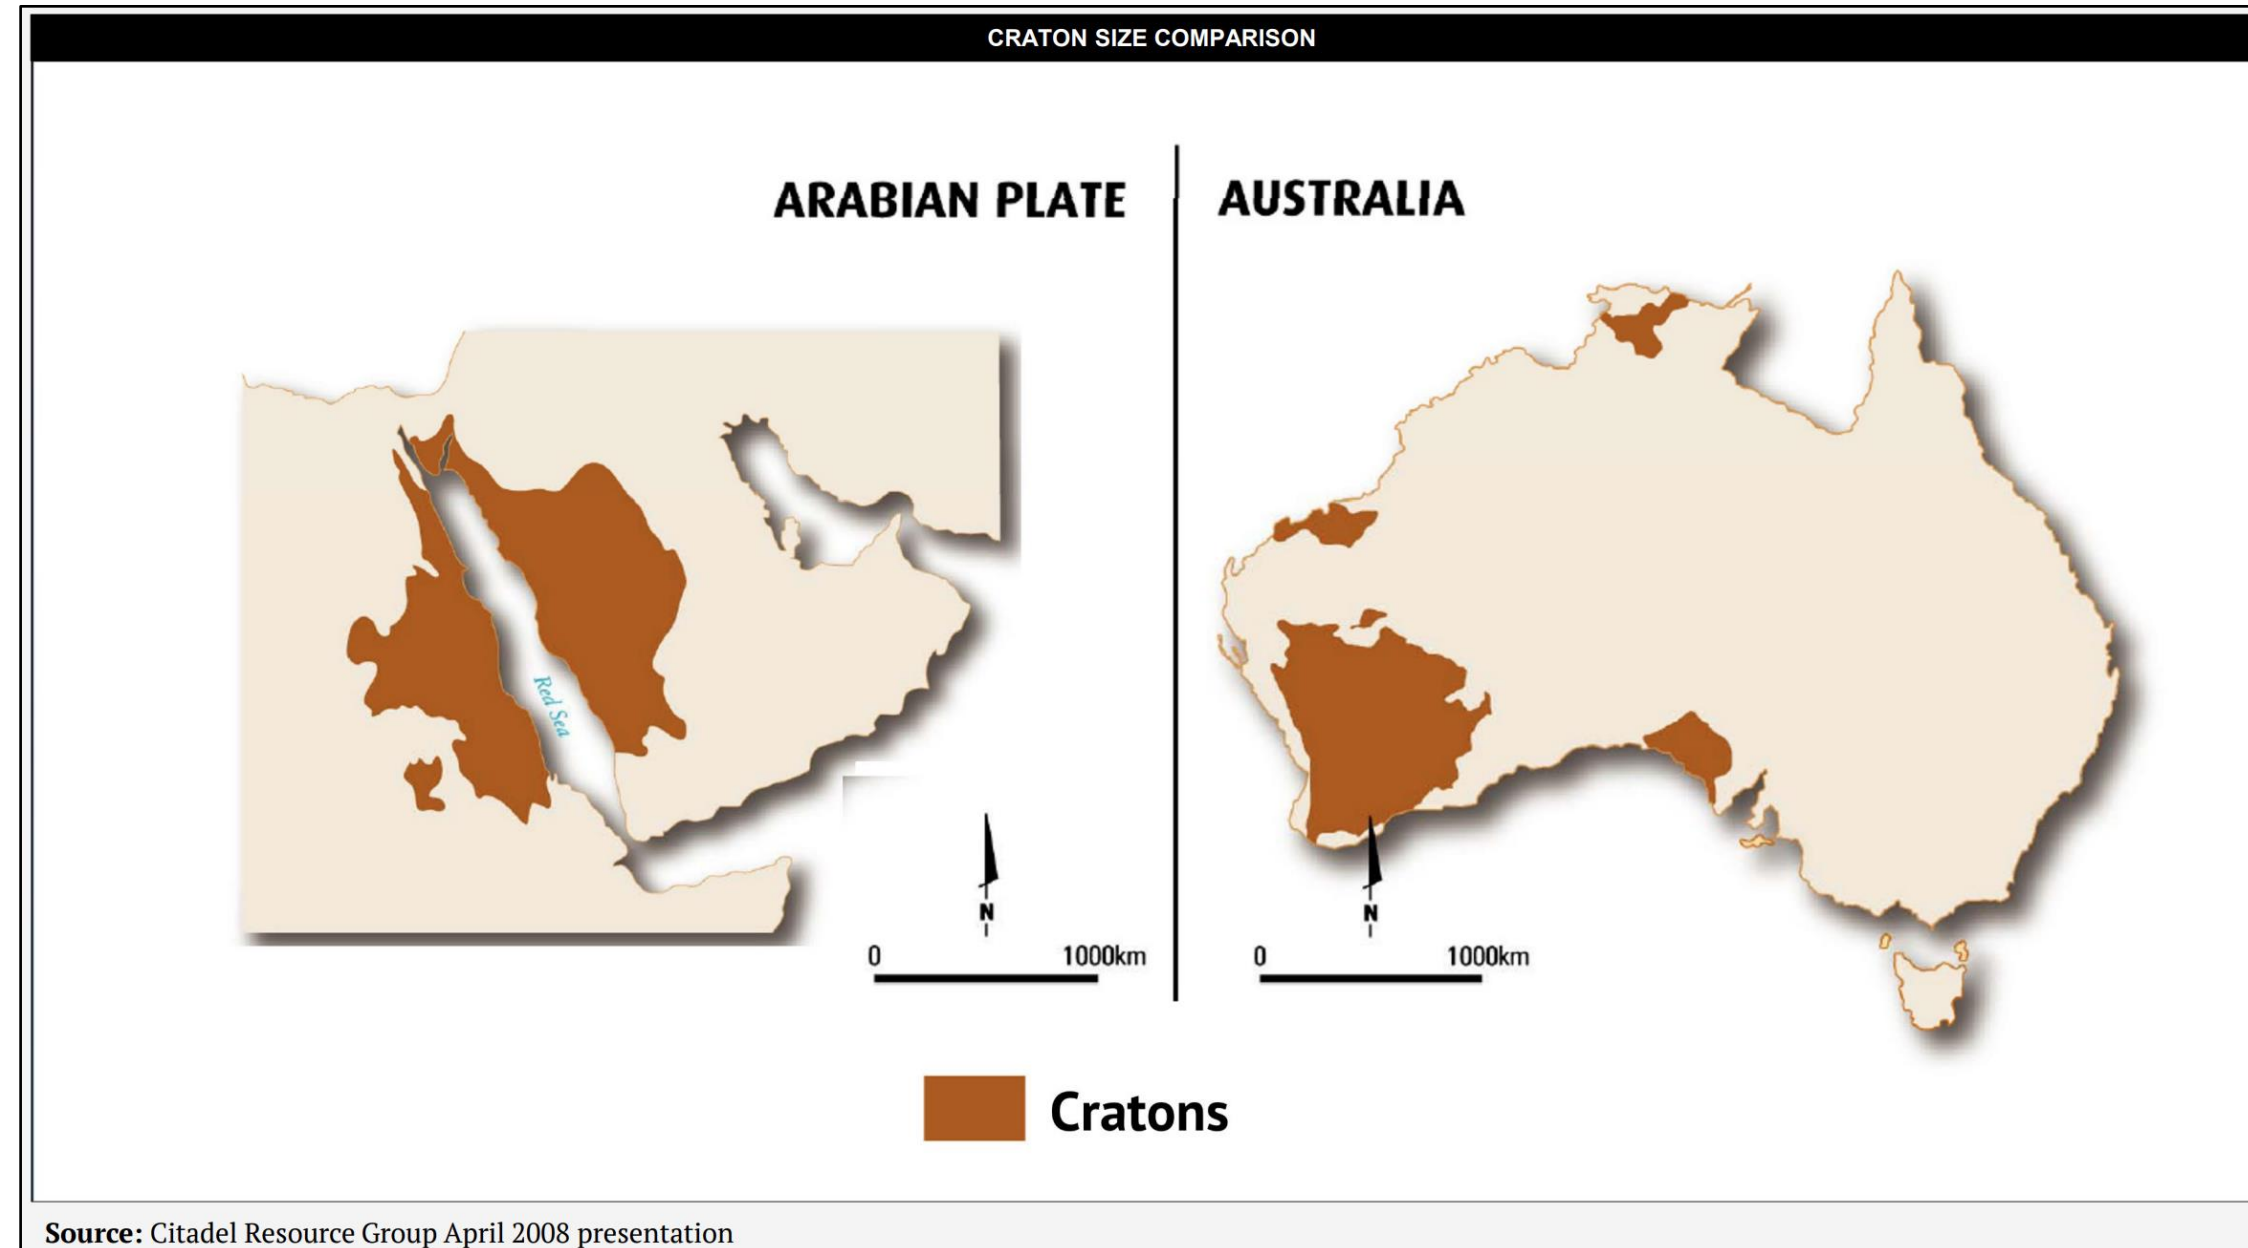 CRATON SIZE COMPARISON
ARABIAN PLATE
AUSTRALIA
Red Sea
N
0 1000km
N
0 1000km
Cratons
Source: Citadel Resource Group April 2008 presentation